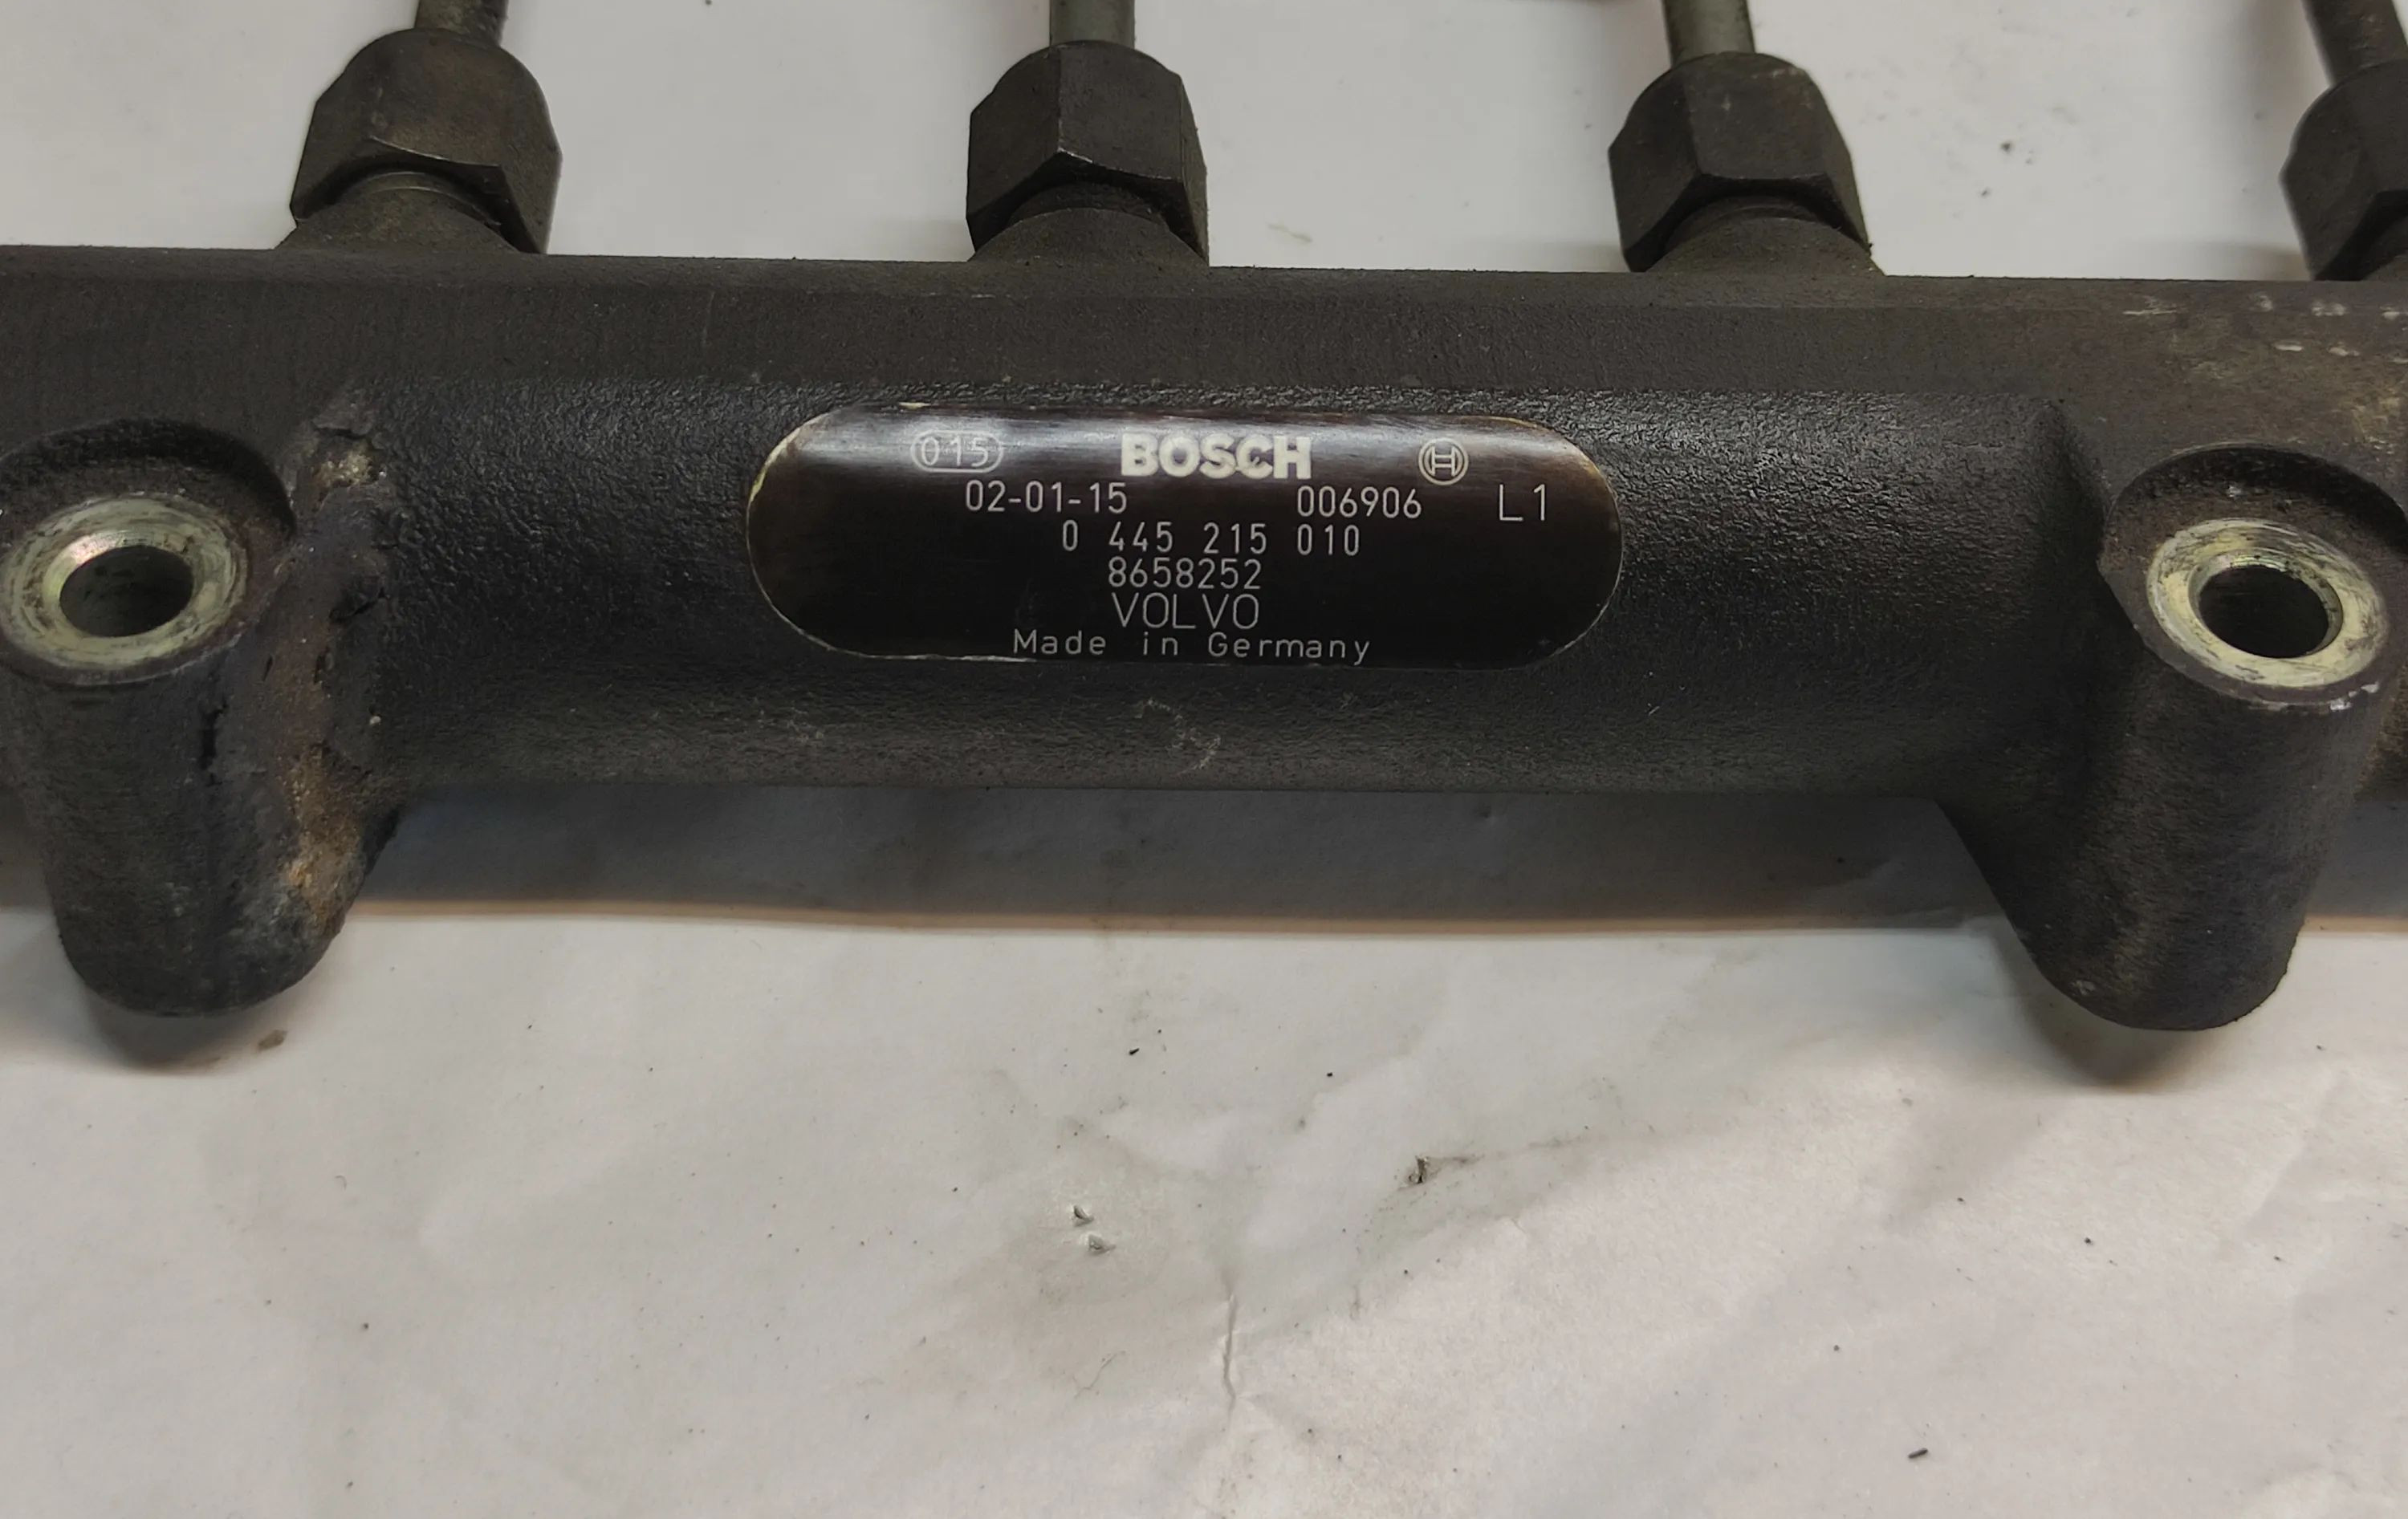 015 BOSCH
02-01-15 006906 L1
0 445 215 010
8658252
VOLVO
Made in Germany